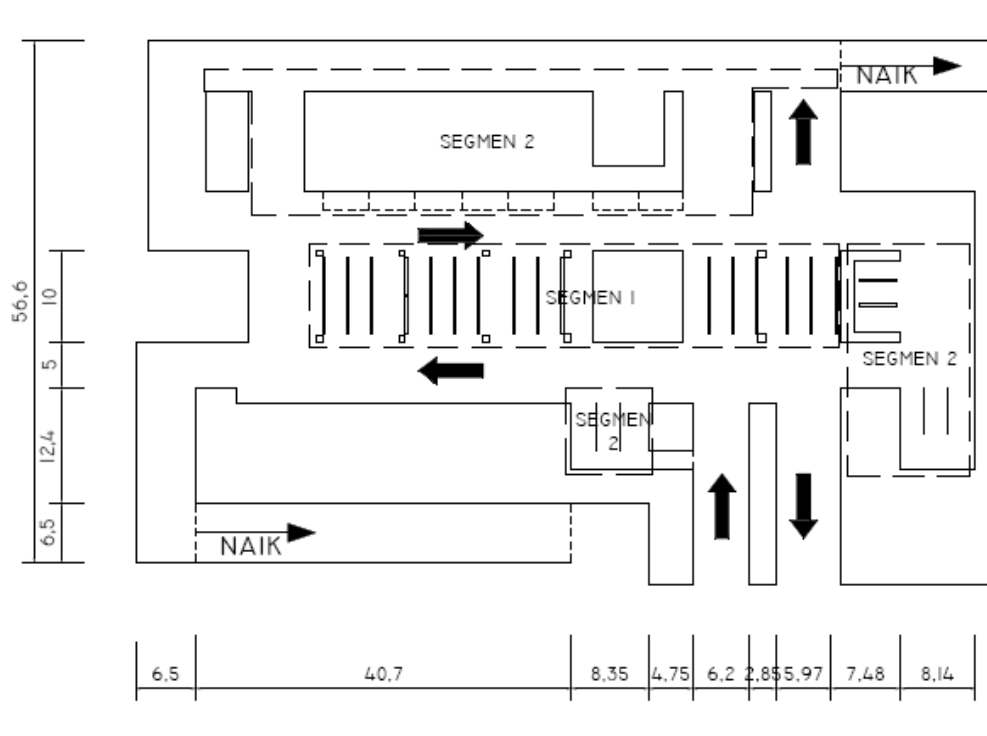 NAIK
SEGMEN 2
SEGMEN 1
SEGMEN 2
SEGMEN
2
NAIK
56,6
10
5
12,4
6,5
6,5
40,7
8,35
4,75
6,2
2,85
5,97
7,48
8,14